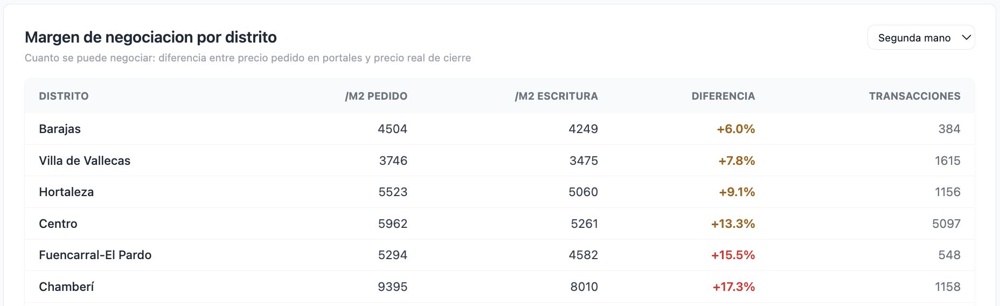 Margen de negociacion por distrito
Segunda mano
Cuanto se puede negociar: diferencia entre precio pedido en portales y precio real de cierre
DISTRITO /M2 PEDIDO /M2 ESCRITURA DIFERENCIA TRANSACCIONES
Barajas 4504 4249 +6.0% 384
Villa de Vallecas 3746 3475 +7.8% 1615
Hortaleza 5523 5060 +9.1% 1156
Centro 5962 5261 +13.3% 5097
Fuencarral-El Pardo 5294 4582 +15.5% 548
Chamberí 9395 8010 +17.3% 1158